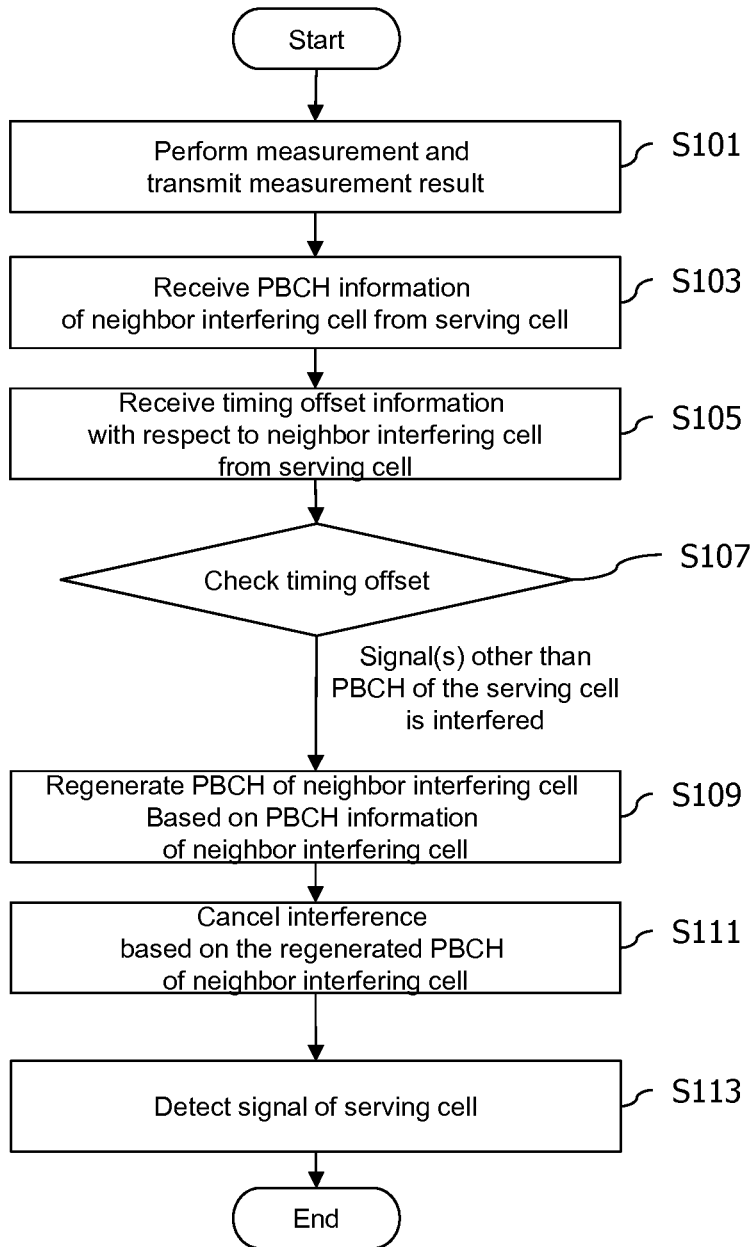 Start
Perform measurement and
transmit measurement result
S101
Receive PBCH information
of neighbor interfering cell from serving cell
S103
Receive timing offset information
with respect to neighbor interfering cell
from serving cell
S105
Check timing offset
S107
Signal(s) other than
PBCH of the serving cell
is interfered
Regenerate PBCH of neighbor interfering cell
Based on PBCH information
of neighbor interfering cell
S109
Cancel interference
based on the regenerated PBCH
of neighbor interfering cell
S111
Detect signal of serving cell
S113
End